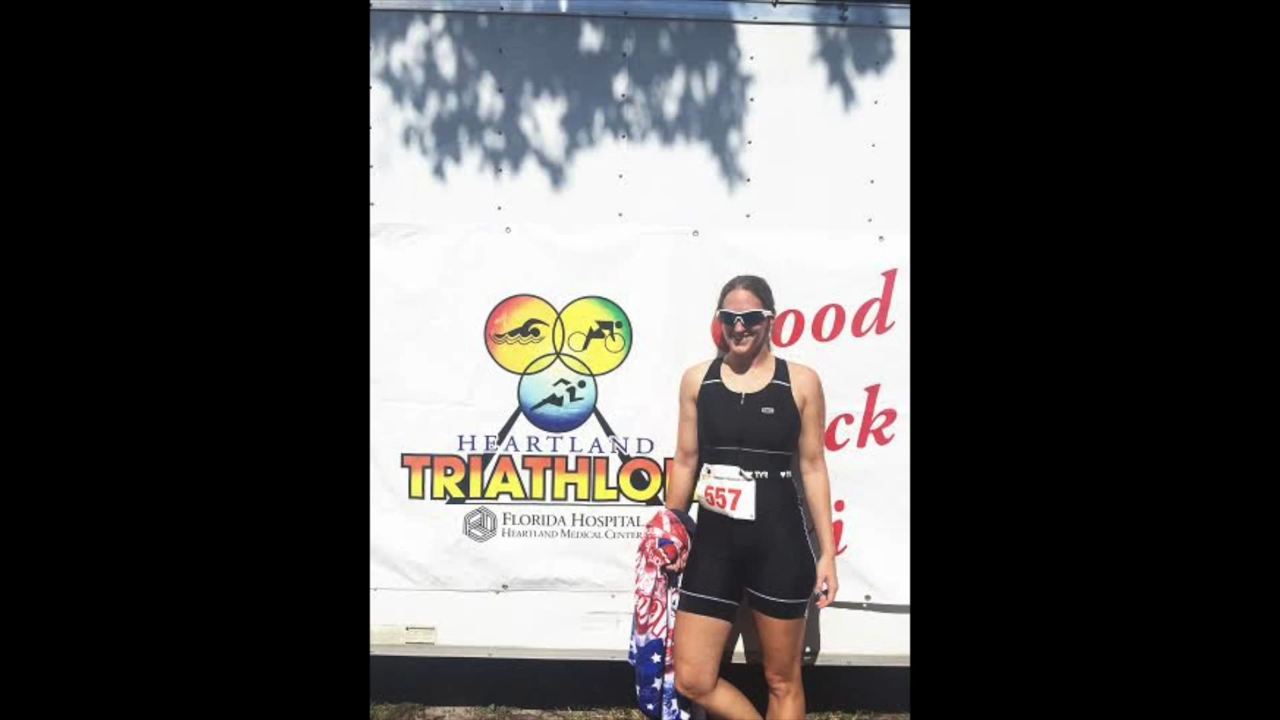 HEARTLAND
TRIATHLO
FLORIDA HOSPITAL
HEARTLAND MEDICAL CENTER
ood
ck
i
TYR
557